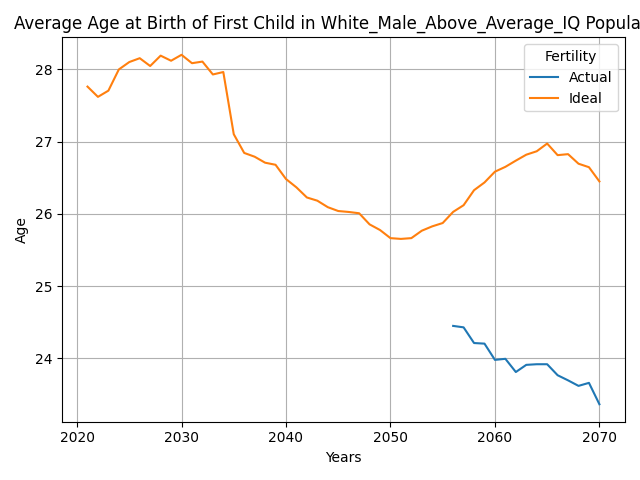 Average Age at Birth of First Child in White_Male_Above_Average_IQ Popula
Fertility
Actual
Ideal
28
27
26
25
24
Age
2020 2030 2040 2050 2060 2070
Years